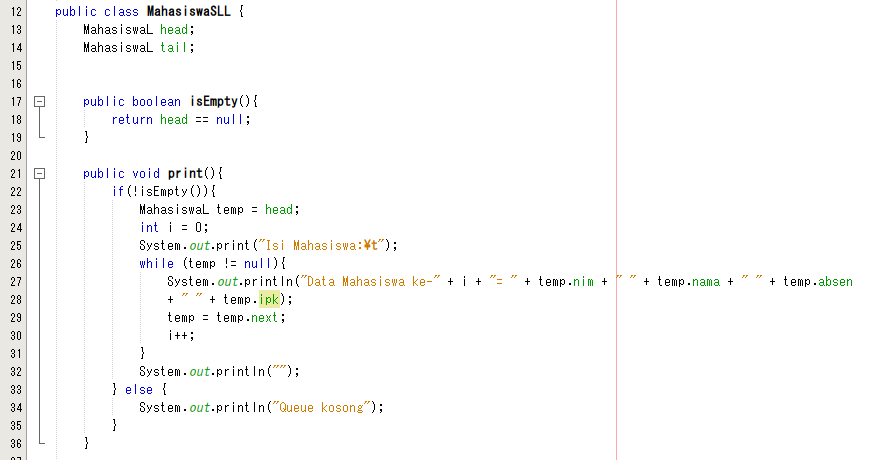 12 public class MahasiswaSLL {
13 MahasiswaL head;
14 MahasiswaL tail;
15
16
17 public boolean isEmpty(){
18 return head == null;
19 }
20
21 public void print(){
22 if(!isEmpty()){
23 MahasiswaL temp = head;
24 int i = 0;
25 System.out.print("Isi Mahasiswa:¥t");
26 while (temp != null){
27 System.out.println("Data Mahasiswa ke-" + i + "= " + temp.nim + " " + temp.nama + " " + temp.absen
28 + " " + temp.ipk);
29 temp = temp.next;
30 i++;
31 }
32 System.out.println("");
33 } else {
34 System.out.println("Queue kosong");
35 }
36 }